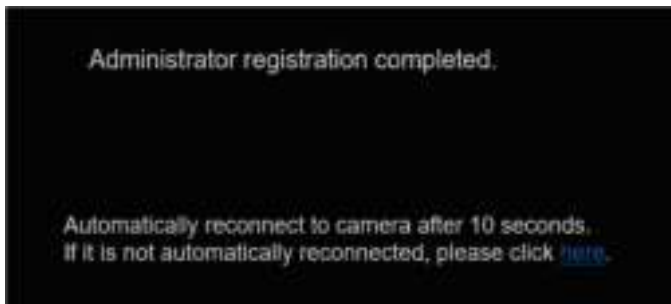 Administrator registration completed.
Automatically reconnect to camera after 10 seconds.
If it is not automatically reconnected, please click here.